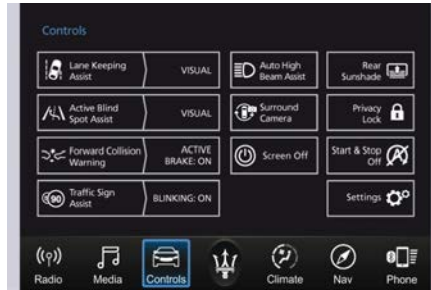 Controls
Lane Keeping
Assist
VISUAL
Auto High
Beam Assist
Rear
Sunshade
Active Blind
Spot Assist
VISUAL
Surround
Camera
Privacy
Lock
Forward Collision
Warning
ACTIVE
BRAKE: ON
Screen Off
Start & Stop
Off
90
Traffic Sign
Assist
BLINKING: ON
Settings
Radio
Media
Controls
Climate
Nav
Phone